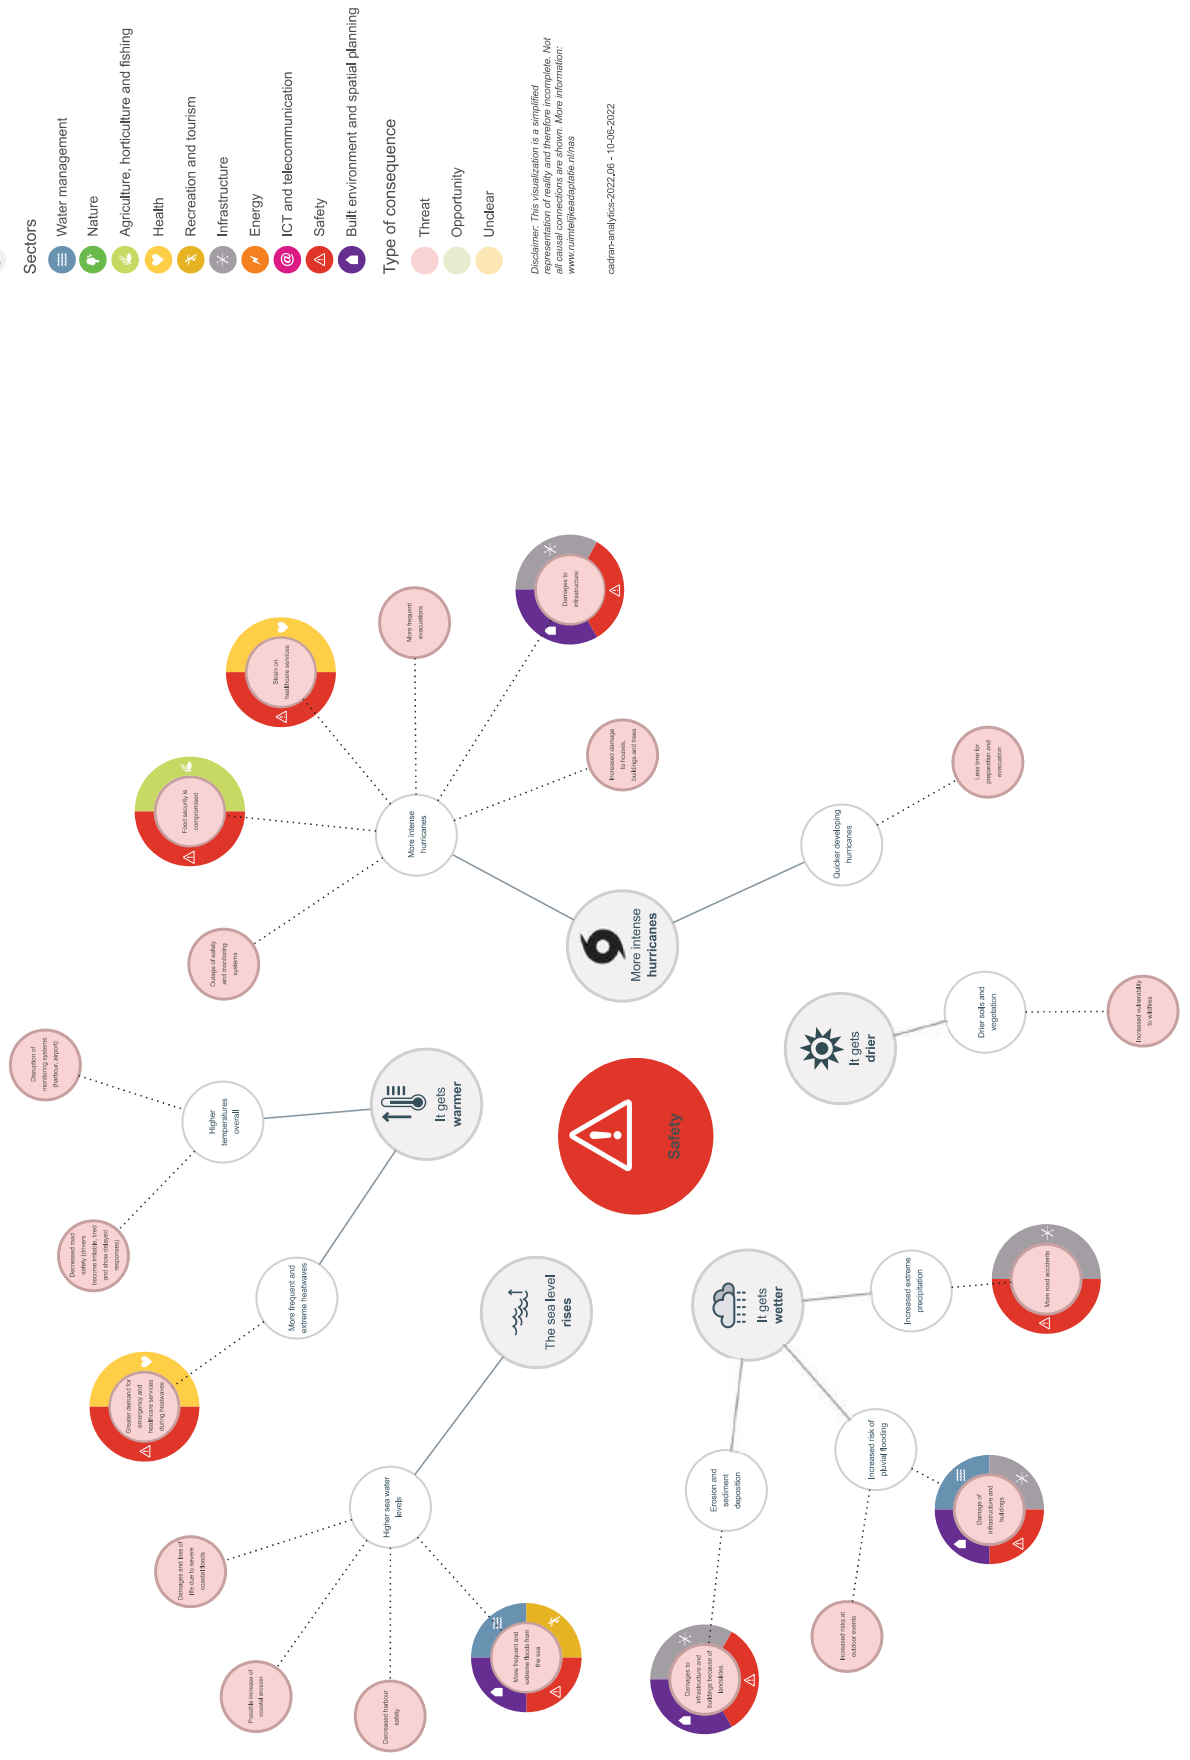 Sectors
Water management
Nature
Agriculture, horticulture and fishing
Health
Recreation and tourism
Infrastructure
Energy
ICT and telecommunication
Safety
Built environment and spatial planning
Type of consequence
Threat
Opportunity
Unclear
Disclaimer: This visualization is a simplified
representation of reality and therefore incomplete. Not
all causal connections are shown. More information:
www.ruimtelijkeadaptatie.nl/nas
cadran-analytics-2022.06 - 10-06-2022
Safety
It gets
warmer
Higher
temperatures
overall
Disruption of
monitoring systems
(harbour, airport)
Decreased road
safety (drivers
become irritable, tired
and show delayed
responses)
More frequent and
extreme heatwaves
Greater demand for
emergency and
healthcare services
during heatwaves
The sea level
rises
Higher sea water
levels
Damages and loss of
life due to severe
coastal floods
Possible increase of
coastal erosion
Decreased harbour
safety
More frequent and
extreme floods from
the sea
It gets
wetter
Erosion and
sediment
deposition
Damages to
infrastructure and
buildings because of
landslides
Increased risk of
pluvial flooding
Increased risks at
outdoor events
Damage of
infrastructure and
buildings
Increased extreme
precipitation
More road accidents
It gets
drier
Drier soils and
vegetation
Increased vulnerability
to wildfires
More intense
hurricanes
More intense
hurricanes
Outage of safety
and monitoring
systems
Food security is
compromised
Strain on
healthcare services
More frequent
evacuations
Damages to
infrastructure
Increased damage
to houses,
buildings and trees
Quicker developing
hurricanes
Less time for
preparation and
evacuation